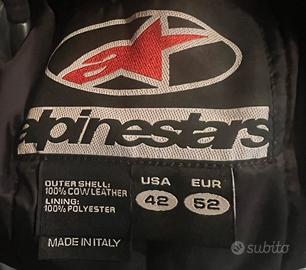 alpinestars
OUTER SHELL:
100% COW LEATHER
LINING:
100% POLYESTER
USA EUR
42 52
MADE IN ITALY
subito